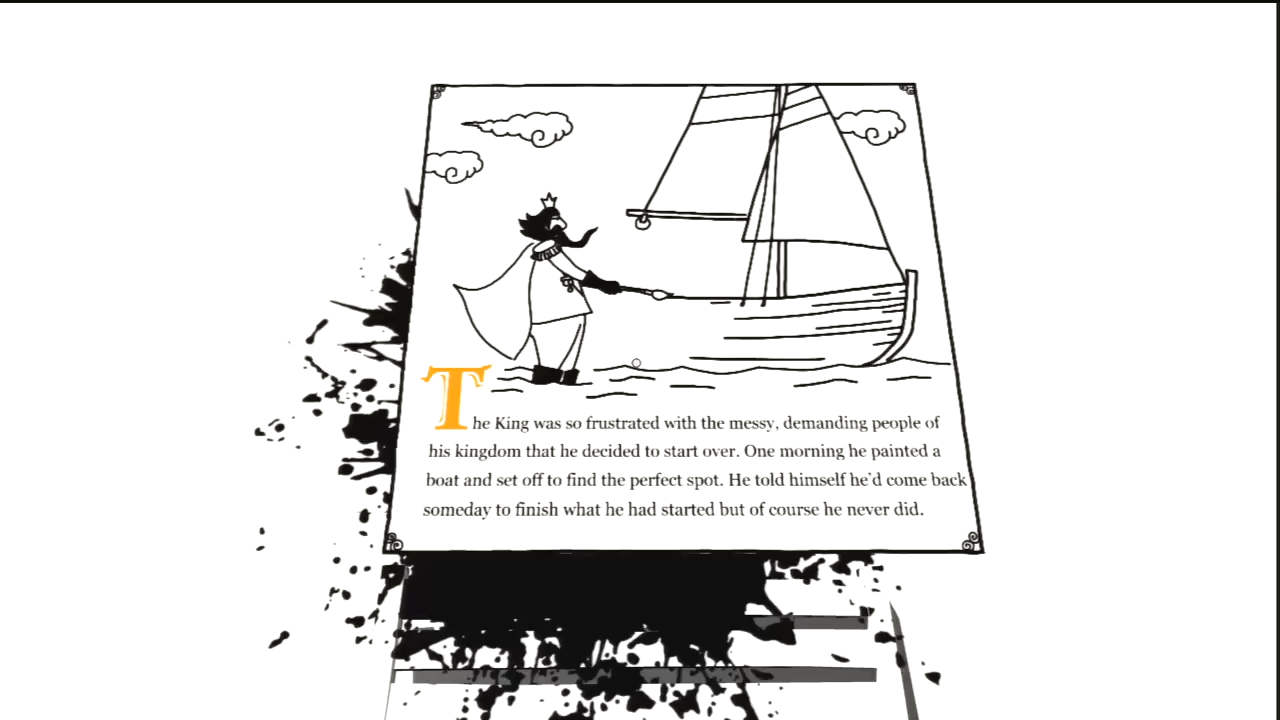 The King was so frustrated with the messy, demanding people of
his kingdom that he decided to start over. One morning he painted a
boat and set off to find the perfect spot. He told himself he'd come back
someday to finish what he had started but of course he never did.